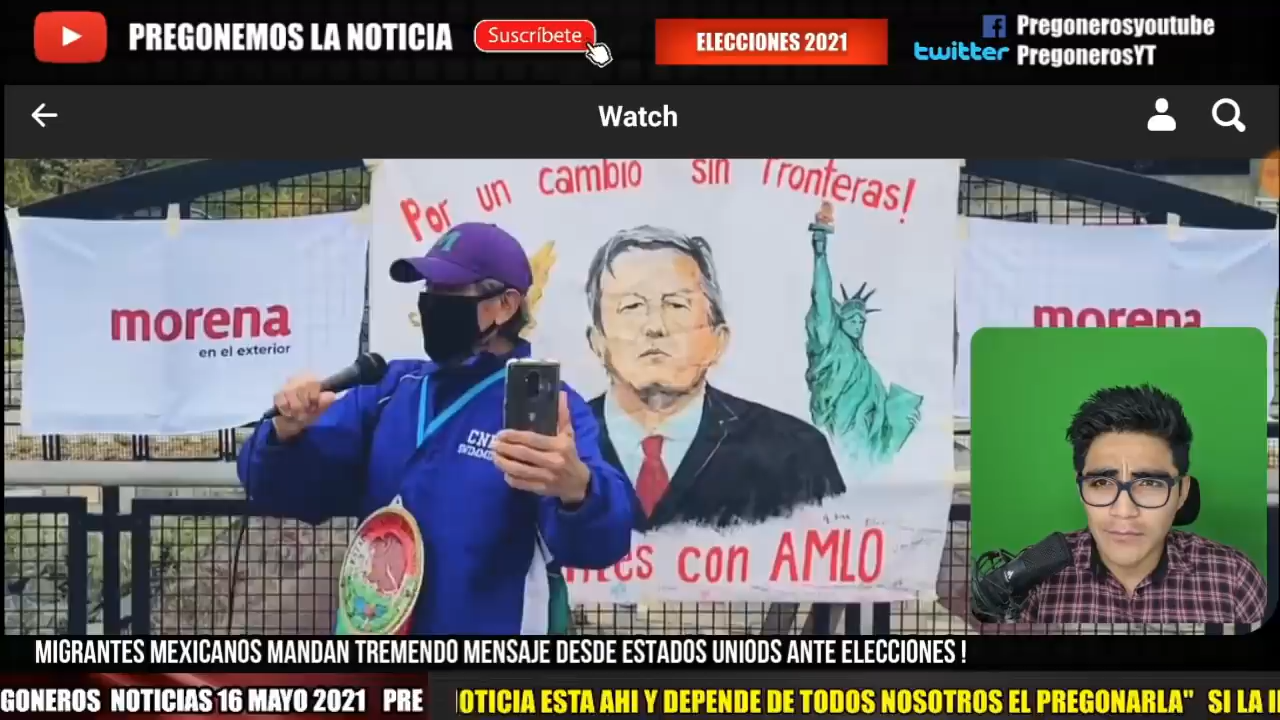 PREGONEMOS LA NOTICIA
Suscríbete
ELECCIONES 2021
Pregonerosyoutube
twitter PregonerosYT
Watch
Por un cambio sin fronteras!
morena
en el exterior
morena
CNE
con AMLO
MIGRANTES MEXICANOS MANDAN TREMENDO MENSAJE DESDE ESTADOS UNIODS ANTE ELECCIONES !
GONEROS NOTICIAS 16 MAYO 2021 PRE
OTICIA ESTA AHI Y DEPENDE DE TODOS NOSOTROS EL PREGONARLA" SI LA